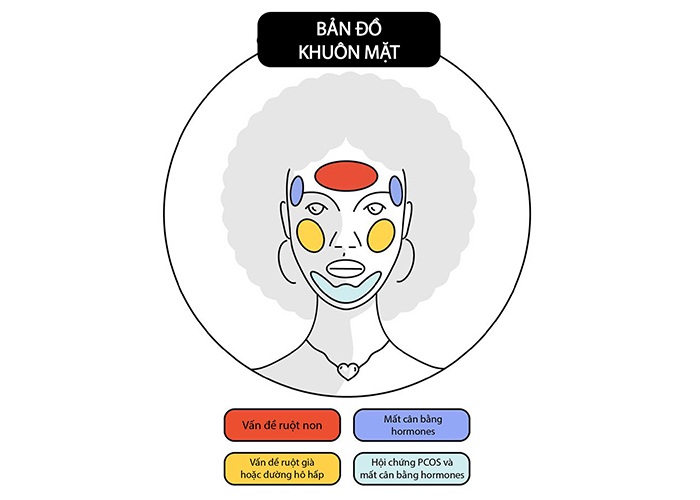 BẢN ĐỒ
KHUÔN MẶT
Vấn đề ruột non
Mất cân bằng
hormones
Vấn đề ruột già
hoặc đường hô hấp
Hội chứng PCOS và
mất cân bằng hormones